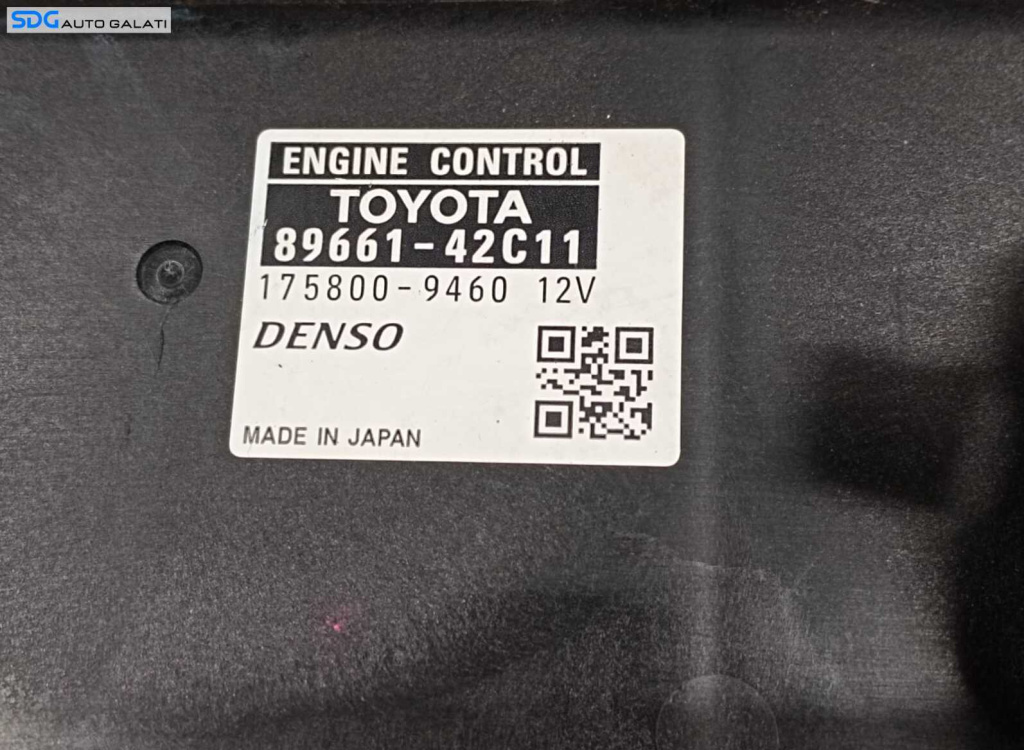 SDG AUTO GALATI
ENGINE CONTROL
TOYOTA
89661-42C11
175800-9460 12V
DENSO
MADE IN JAPAN